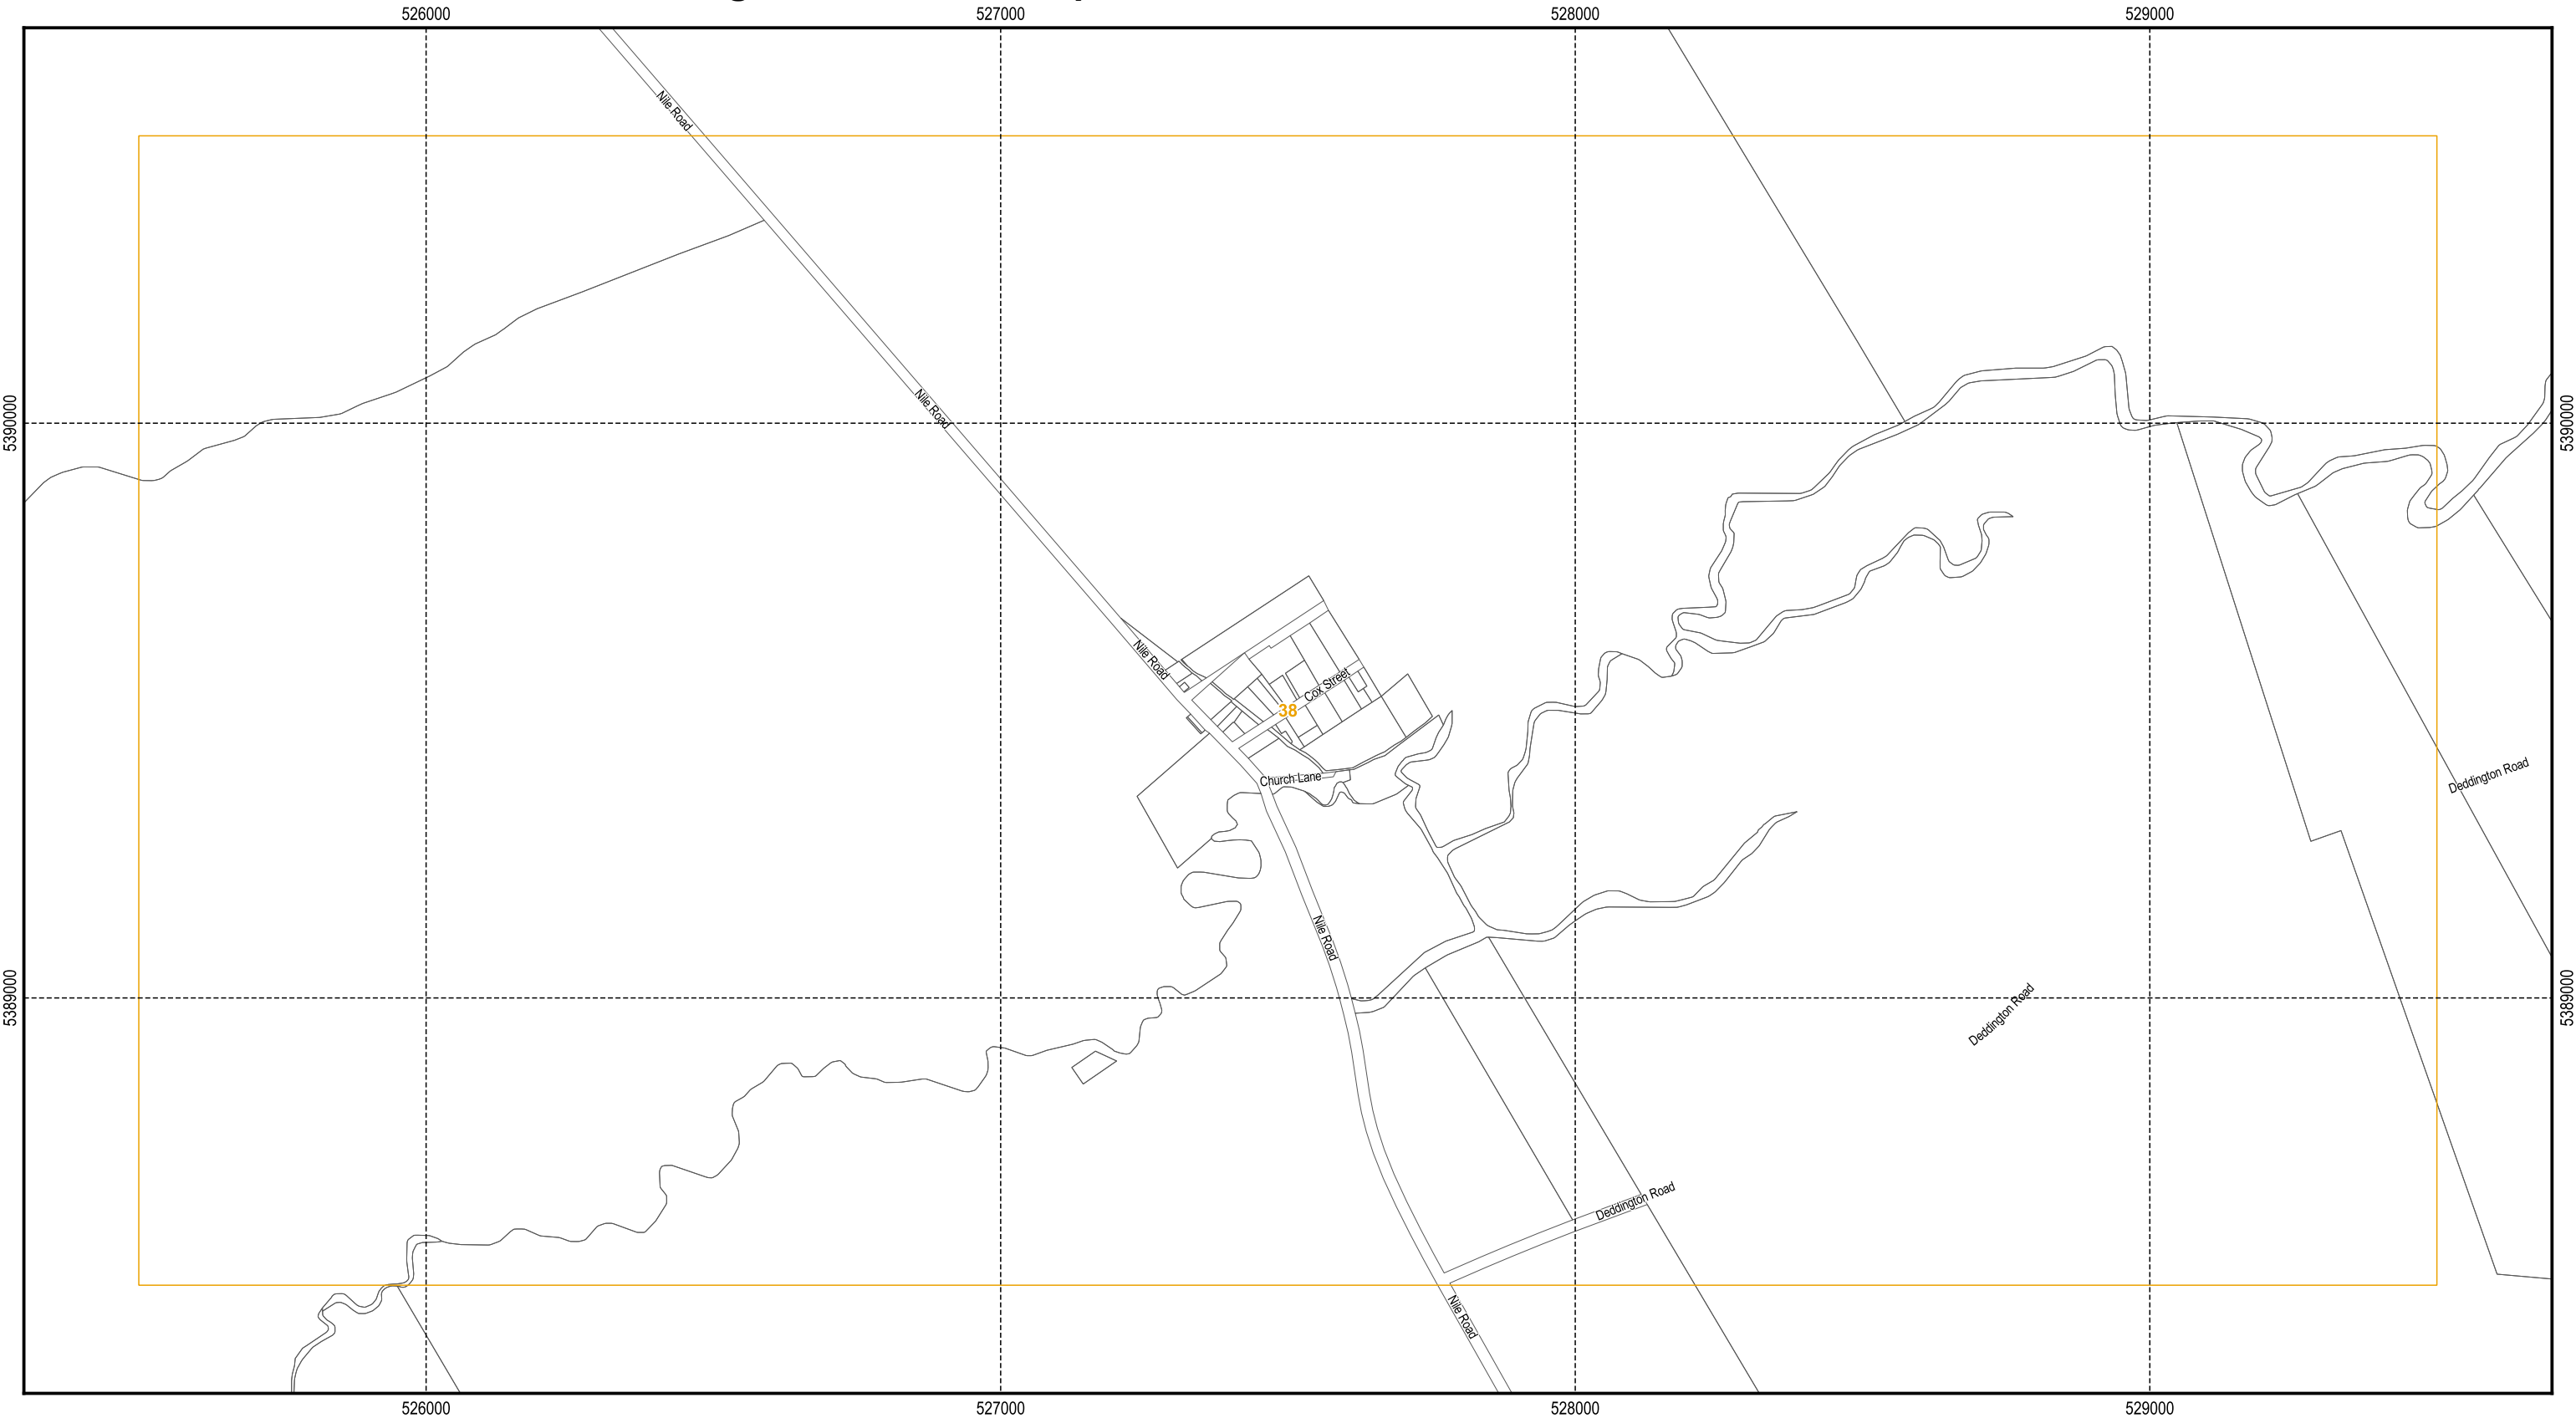 526000
527000
528000
529000
Nile Road
Nile Road
5390000
5390000
Nile Road
Cox Street
38
Church Lane
Deddington Road
Nile Road
5389000
5389000
Deddington Road
Deddington Road
Nile Road
526000
527000
528000
529000